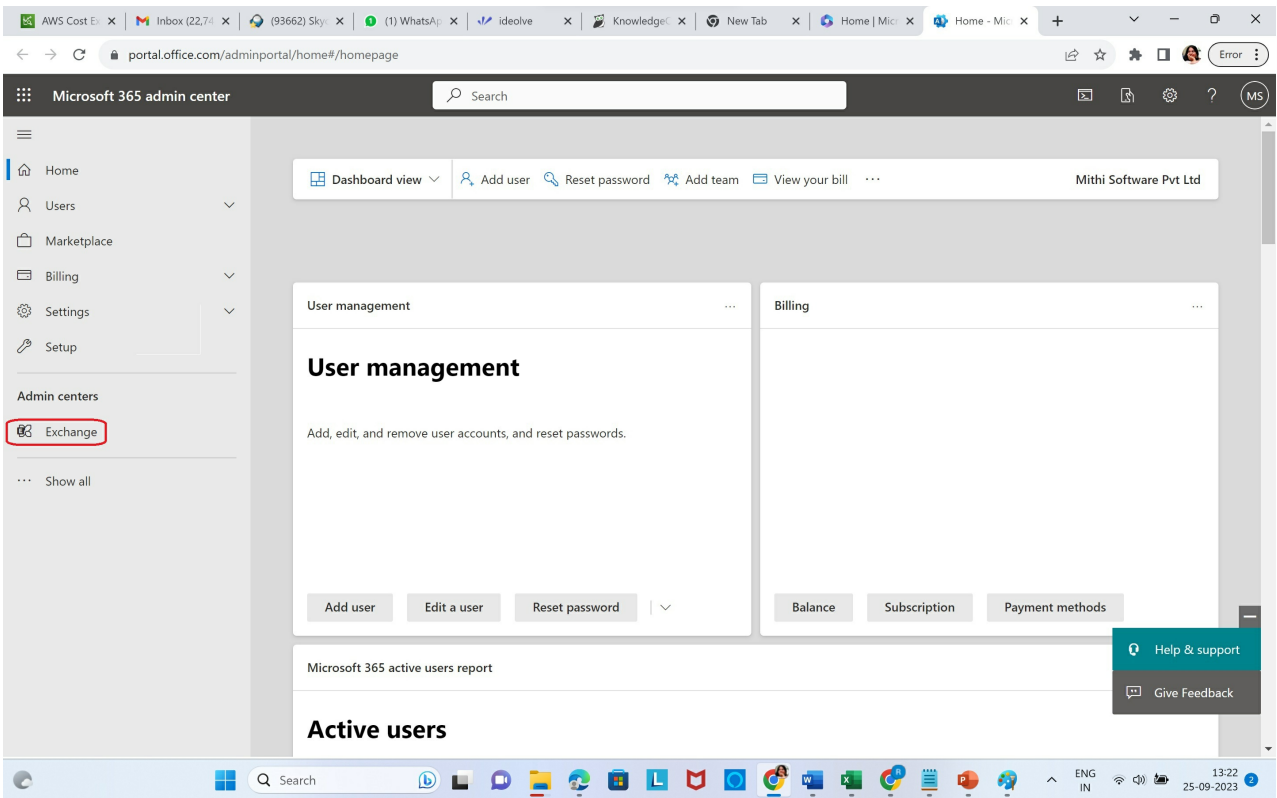 AWS Cost Ex
Inbox (22,74
(93662) Sky
(1) WhatsAp
ideolve
KnowledgeC
New Tab
Home | Micr
Home - Mic
portal.office.com/adminportal/home#/homepage
Error
Microsoft 365 admin center
Search
MS
Home
Users
Marketplace
Billing
Settings
Setup
Admin centers
Exchange
Show all
Dashboard view
Add user
Reset password
Add team
View your bill
Mithi Software Pvt Ltd
User management
User management
Add, edit, and remove user accounts, and reset passwords.
Add user
Edit a user
Reset password
Billing
Balance
Subscription
Payment methods
Microsoft 365 active users report
Active users
Help & support
Give Feedback
Search
ENG
IN
13:22
25-09-2023
2